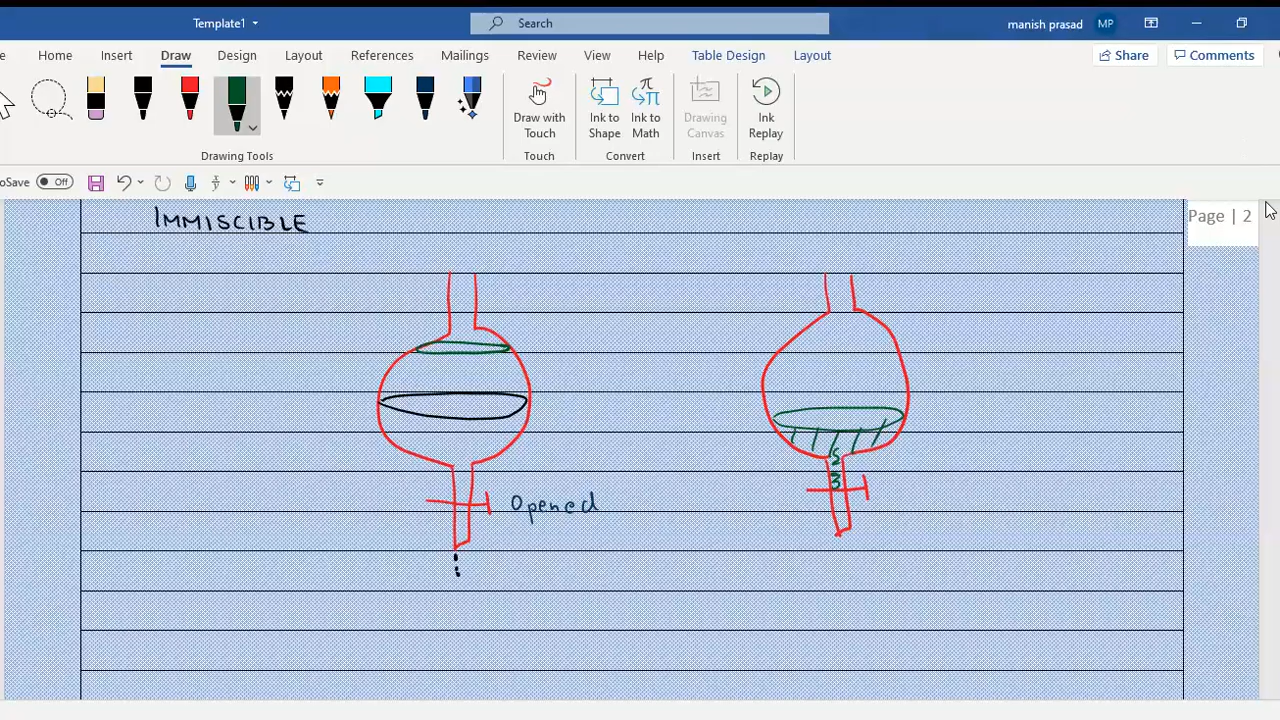 Template1
Search
manish prasad
MP
Home Insert Draw Design Layout References Mailings Review View Help Table Design Layout
Share
Comments
Draw with Touch
Ink to Shape
Ink to Math
Drawing Canvas
Ink Replay
Drawing Tools
Touch
Convert
Insert
Replay
oSave
Off
Page | 2
IMMISCIBLE
Opened